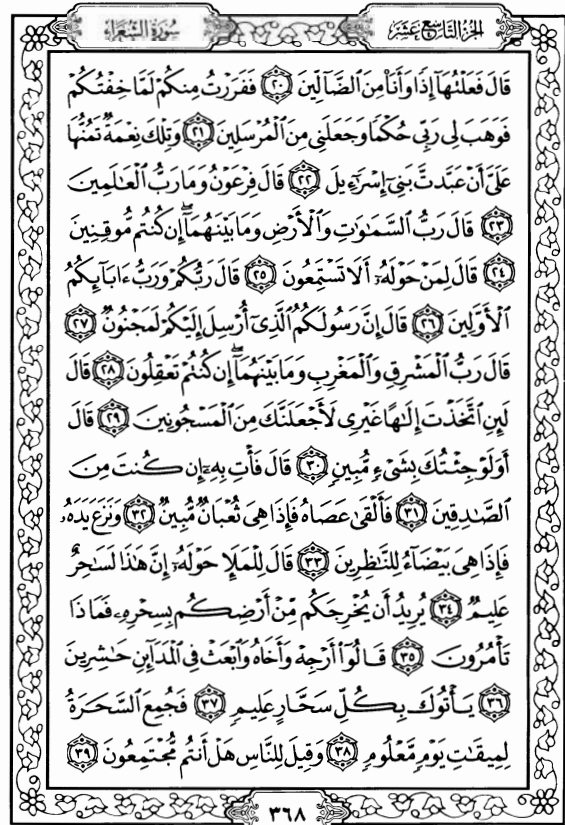 الجزء التاسع عشر
سورة الشعراء
قَالَ فَعَلْتُهَآ إِذًا وَأَنَا۠ مِنَ ٱلضَّآلِّينَ ٢٠ فَفَرَرْتُ مِنكُمْ لَمَّا خِفْتُكُمْ
فَوَهَبَ لِى رَبِّى حُكْمًا وَجَعَلَنِى مِنَ ٱلْمُرْسَلِينَ ٢١ وَتِلْكَ نِعْمَةٌ تَمُنُّهَا
عَلَىَّ أَنْ عَبَّدتَّ بَنِىٓ إِسْرَٰٓءِيلَ ٢٢ قَالَ فِرْعَوْنُ وَمَا رَبُّ ٱلْعَٰلَمِينَ
٢٣ قَالَ رَبُّ ٱلسَّمَٰوَٰتِ وَٱلْأَرْضِ وَمَا بَيْنَهُمَآ ۖ إِن كُنتُم مُّوقِنِينَ
٢٤ قَالَ لِمَنْ حَوْلَهُۥٓ أَلَا تَسْتَمِعُونَ ٢٥ قَالَ رَبُّكُمْ وَرَبُّ ءَابَآئِكُمُ
ٱلْأَوَّلِينَ ٢٦ قَالَ إِنَّ رَسُولَكُمُ ٱلَّذِىٓ أُرْسِلَ إِلَيْكُمْ لَمَجْنُونٌ ٢٧
قَالَ رَبُّ ٱلْمَشْرِقِ وَٱلْمَغْرِبِ وَمَا بَيْنَهُمَآ ۖ إِن كُنتُمْ تَعْقِلُونَ ٢٨ قَالَ
لَئِنِ ٱتَّخَذْتَ إِلَٰهًا غَيْرِى لَأَجْعَلَنَّكَ مِنَ ٱلْمَسْجُونِينَ ٢٩ قَالَ
أَوَلَوْ جِئْتُكَ بِشَىْءٍ مُّبِينٍ ٣٠ قَالَ فَأْتِ بِهِۦٓ إِن كُنتَ مِنَ
ٱلصَّٰدِقِينَ ٣١ فَأَلْقَىٰ عَصَاهُ فَإِذَا هِىَ ثُعْبَانٌ مُّبِينٌ ٣٢ وَنَزَعَ يَدَهُۥ
فَإِذَا هِىَ بَيْضَآءُ لِلنَّٰظِرِينَ ٣٣ قَالَ لِلْمَلَإِ حَوْلَهُۥٓ إِنَّ هَٰذَا لَسَٰحِرٌ
عَلِيمٌ ٣٤ يُرِيدُ أَن يُخْرِجَكُم مِّنْ أَرْضِكُم بِسِحْرِهِۦ فَمَاذَا
تَأْمُرُونَ ٣٥ قَالُوٓا۟ أَرْجِهْ وَأَخَاهُ وَٱبْعَثْ فِى ٱلْمَدَآئِنِ حَٰشِرِينَ
٣٦ يَأْتُوكَ بِكُلِّ سَحَّارٍ عَلِيمٍ ٣٧ فَجُمِعَ ٱلسَّحَرَةُ
لِمِيقَٰتِ يَوْمٍ مَّعْلُومٍ ٣٨ وَقِيلَ لِلنَّاسِ هَلْ أَنتُم مُّجْتَمِعُونَ ٣٩
٣٦٨